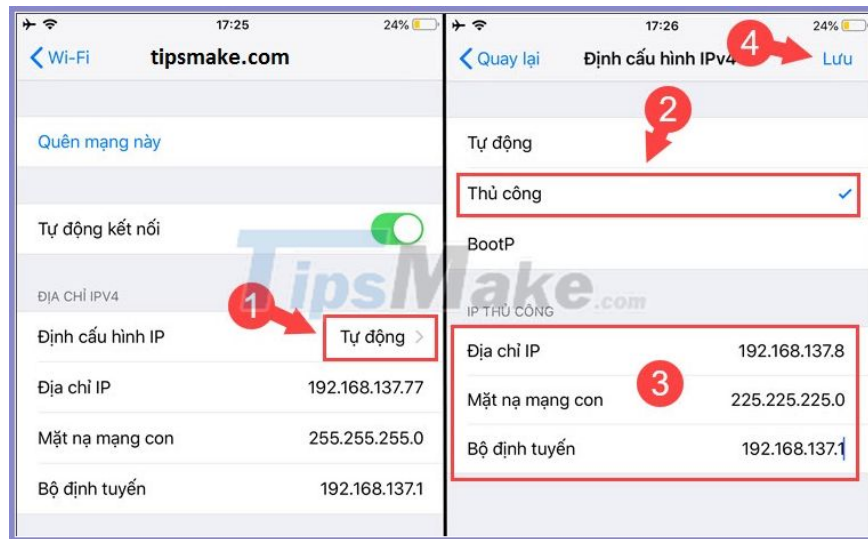 17:25
24%
Wi-Fi
tipsmake.com
Quên mạng này
Tự động kết nối
ĐỊA CHỈ IPV4
1
Định cấu hình IP
Tự động
Địa chỉ IP
192.168.137.77
Mặt nạ mạng con
255.255.255.0
Bộ định tuyến
192.168.137.1
17:26
24%
4
Quay lại
Định cấu hình IPv4
Lưu
2
Tự động
Thủ công
BootP
IP THỦ CÔNG
Địa chỉ IP
192.168.137.8
3
Mặt nạ mạng con
225.225.225.0
Bộ định tuyến
192.168.137.1
TipsMake.com